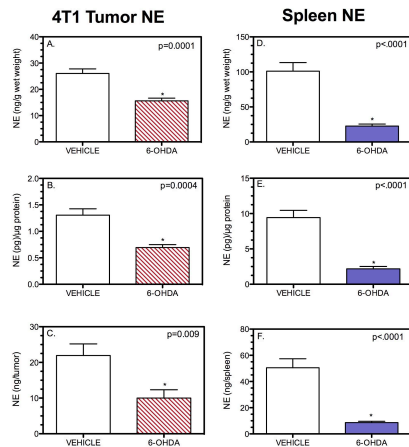 4T1 Tumor NE
Spleen NE
A.
p=0.0001
NE (ng/g wet weight)
40
30
20
10
0
*
VEHICLE
6-OHDA
D.
p<.0001
NE (ng/g wet weight)
150
100
50
0
*
VEHICLE
6-OHDA
B.
p=0.0004
NE (pg)/ug protein
2.0
1.5
1.0
0.5
0.0
*
VEHICLE
6-OHDA
E.
p<.0001
NE (pg)/ug protein
15
10
5
0
*
VEHICLE
6-OHDA
C.
p=0.009
NE (ng/tumor)
30
20
10
0
*
VEHICLE
6-OHDA
F.
p<.0001
NE (ng/spleen)
80
60
40
20
0
*
VEHICLE
6-OHDA